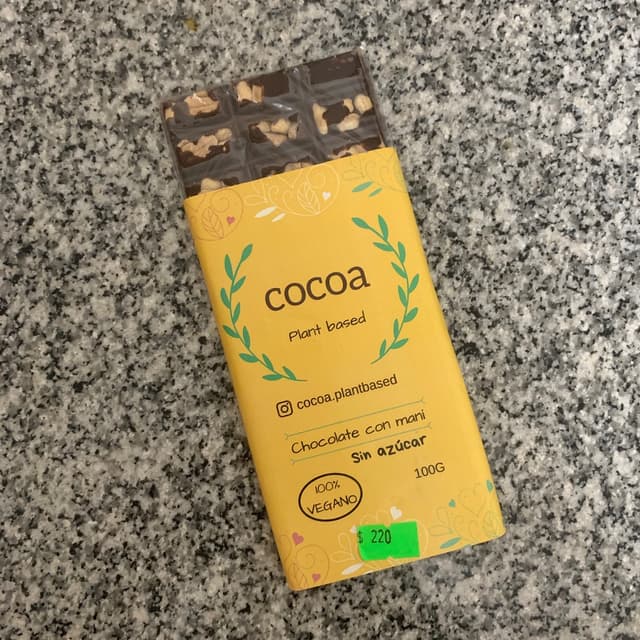 cocoa
Plant based
cocoa.plantbased
Chocolate con mani
Sin azúcar
100G
100%
VEGANO
$ 220